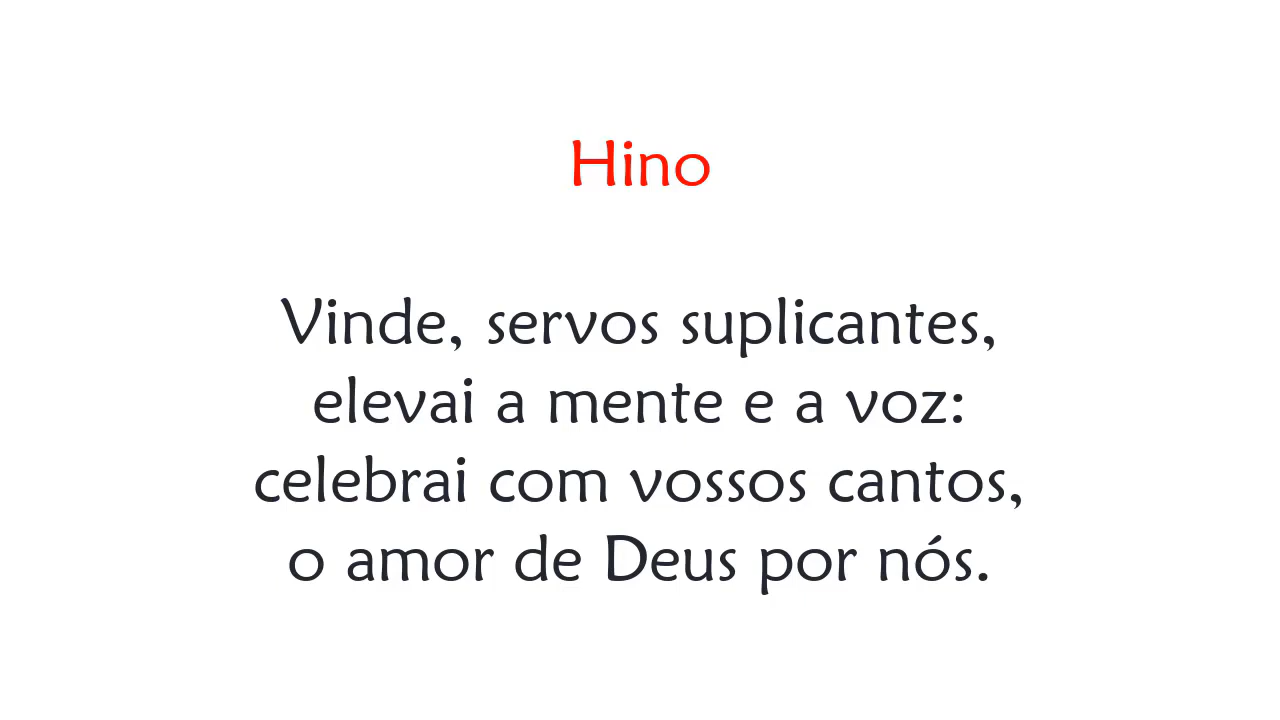 Hino
Vinde, servos suplicantes,
elevai a mente e a voz:
celebrai com vossos cantos,
o amor de Deus por nós.